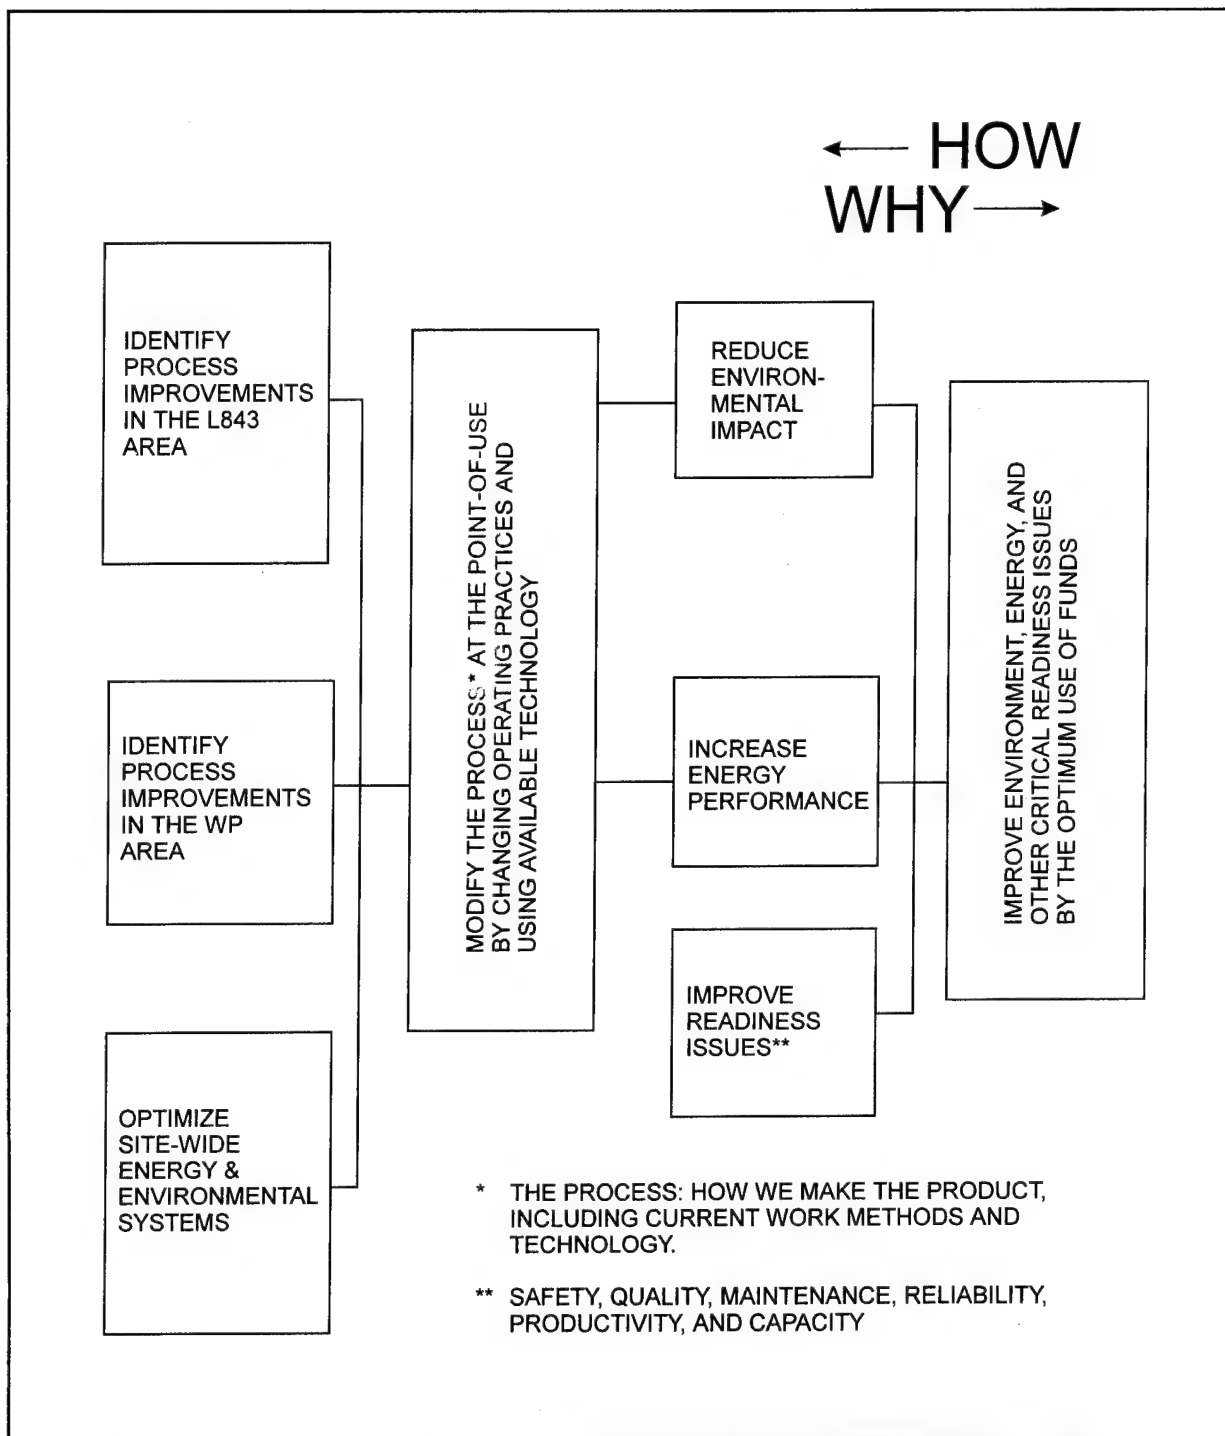 HOW
WHY
IDENTIFY
PROCESS
IMPROVEMENTS
IN THE L843
AREA
IDENTIFY
PROCESS
IMPROVEMENTS
IN THE WP
AREA
OPTIMIZE
SITE-WIDE
ENERGY &
ENVIRONMENTAL
SYSTEMS
MODIFY THE PROCESS* AT THE POINT-OF-USE
BY CHANGING OPERATING PRACTICES AND
USING AVAILABLE TECHNOLOGY
REDUCE
ENVIRON-
MENTAL
IMPACT
INCREASE
ENERGY
PERFORMANCE
IMPROVE
READINESS
ISSUES**
IMPROVE ENVIRONMENT, ENERGY, AND
OTHER CRITICAL READINESS ISSUES
BY THE OPTIMUM USE OF FUNDS
* THE PROCESS: HOW WE MAKE THE PRODUCT,
INCLUDING CURRENT WORK METHODS AND
TECHNOLOGY.
** SAFETY, QUALITY, MAINTENANCE, RELIABILITY,
PRODUCTIVITY, AND CAPACITY